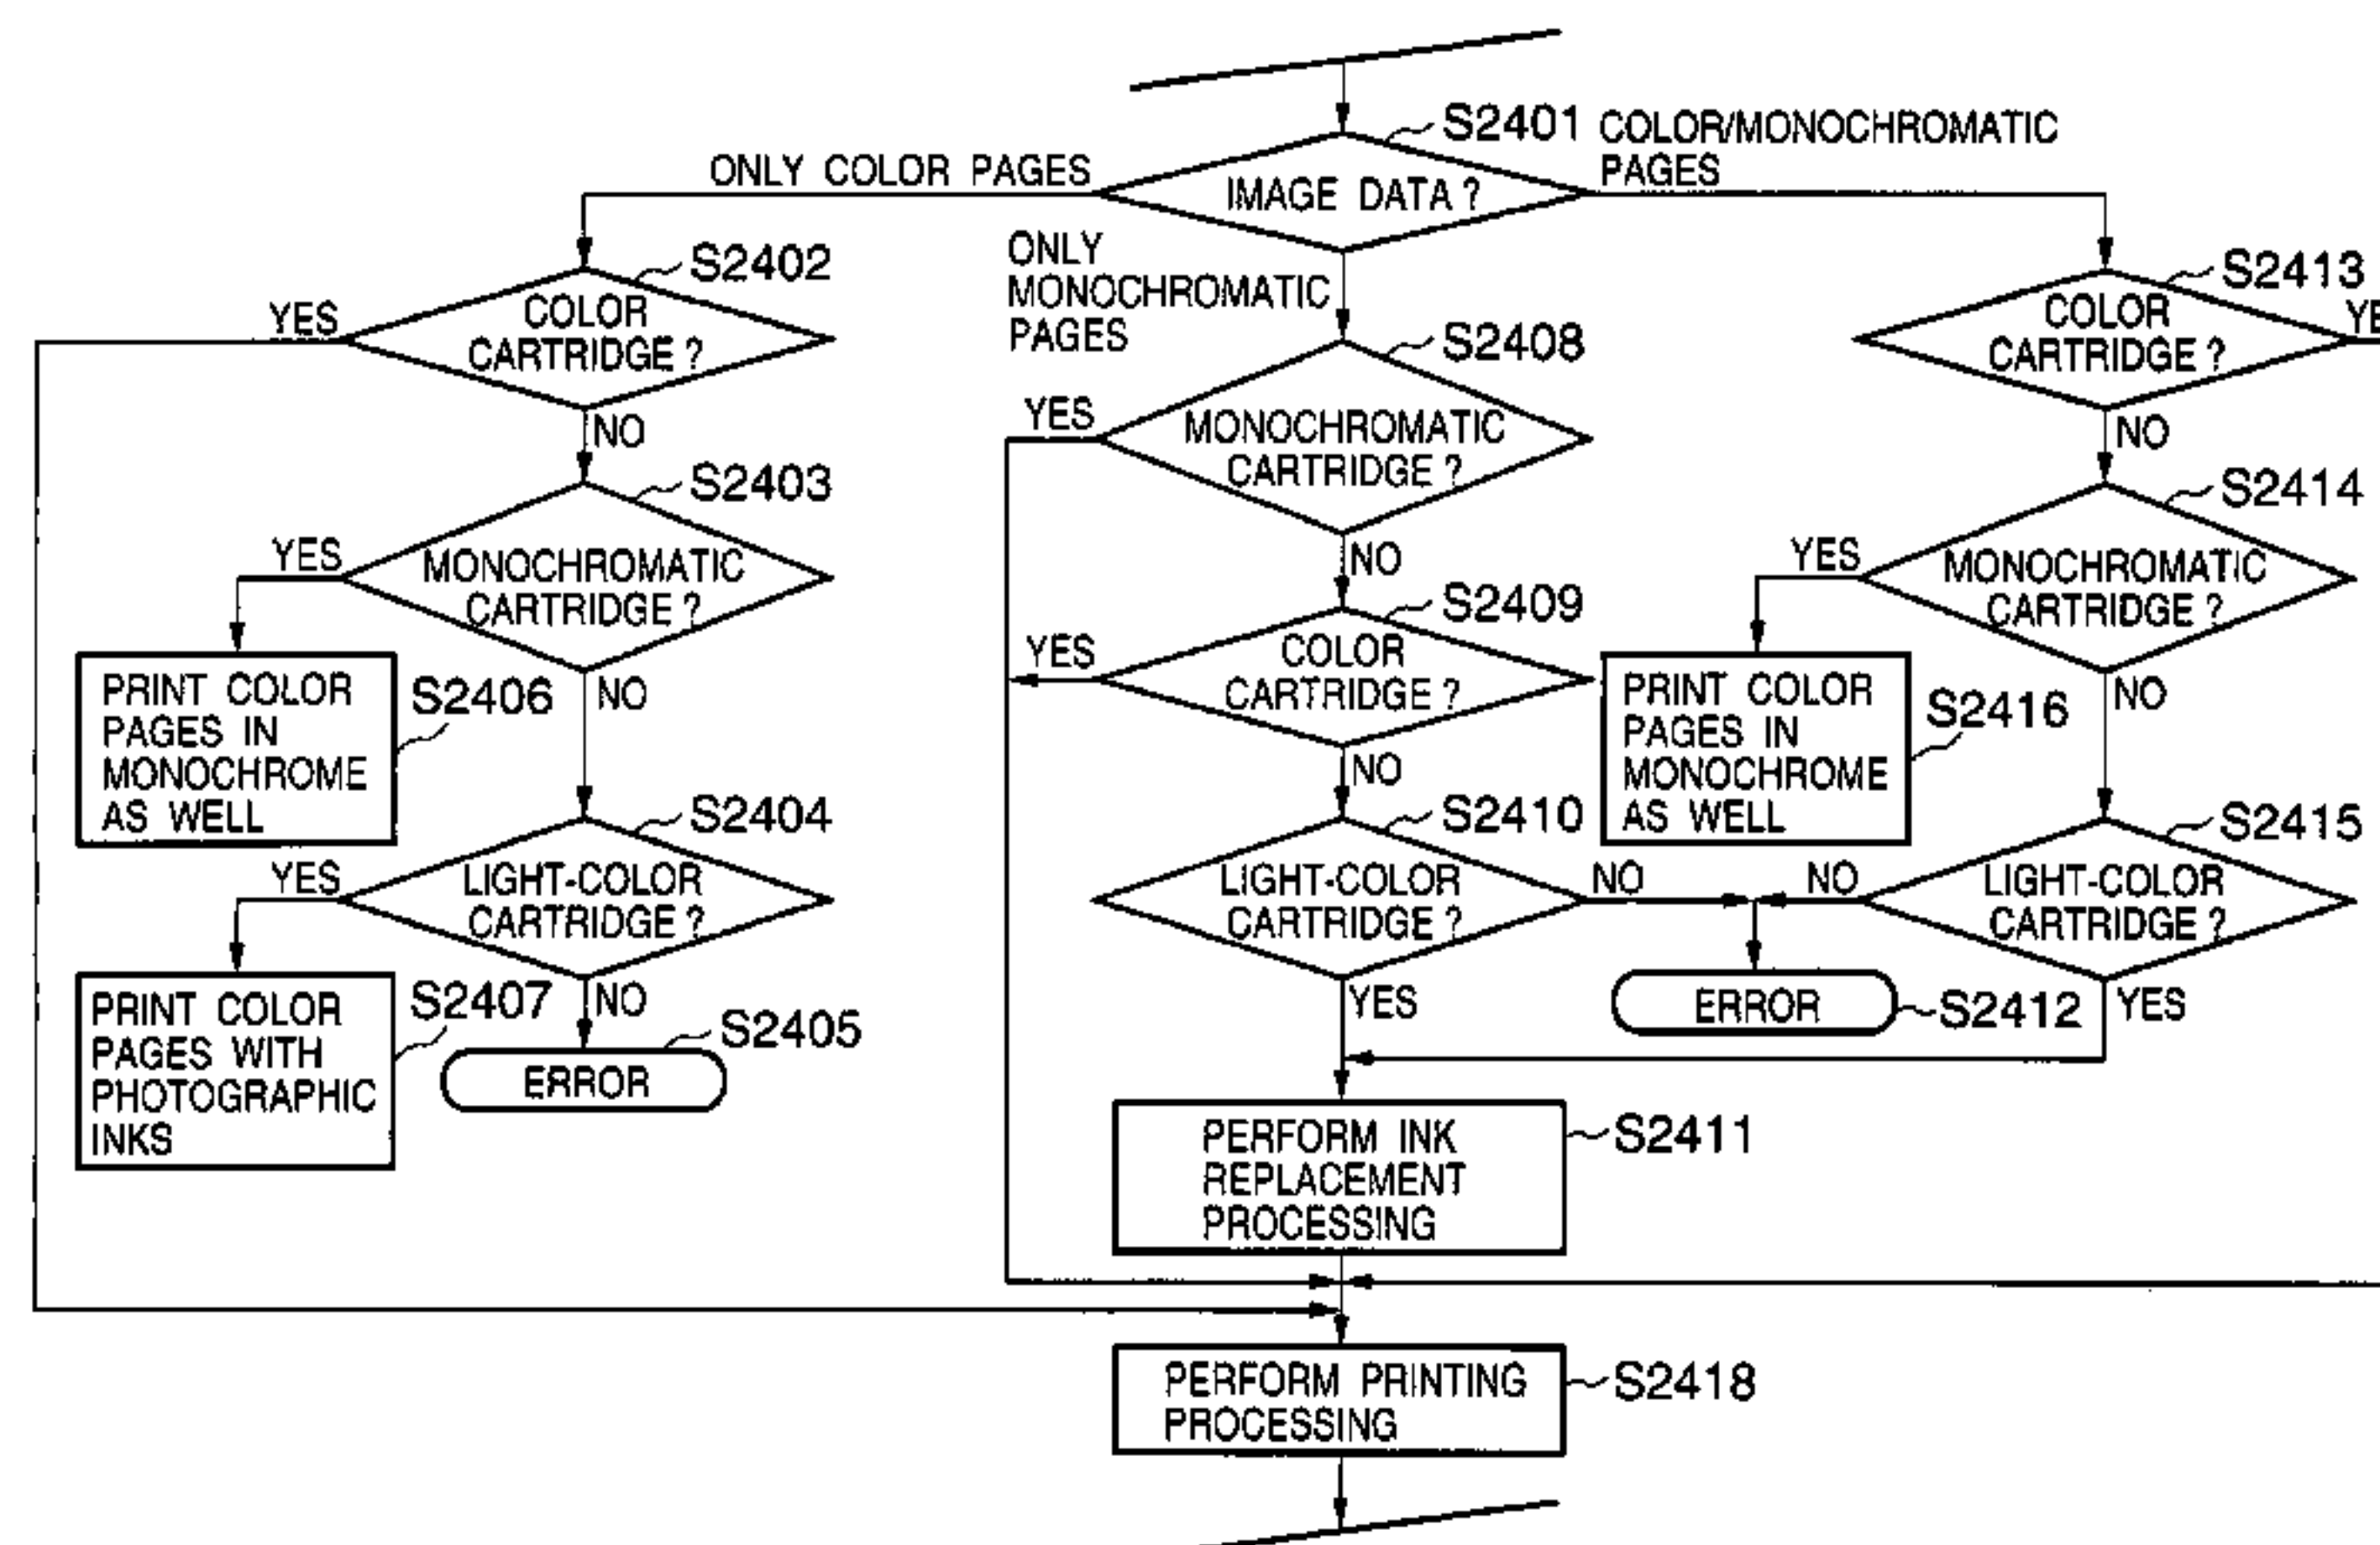 S2401
COLOR/MONOCHROMATIC
PAGES
ONLY COLOR PAGES
IMAGE DATA ?
ONLY
MONOCHROMATIC
PAGES
S2402
COLOR
CARTRIDGE ?
YES
NO
S2403
MONOCHROMATIC
CARTRIDGE ?
YES
NO
PRINT COLOR
PAGES IN
MONOCHROME
AS WELL
S2406
S2404
LIGHT-COLOR
CARTRIDGE ?
YES
NO
PRINT COLOR
PAGES WITH
PHOTOGRAPHIC
INKS
S2407
S2405
ERROR
S2408
MONOCHROMATIC
CARTRIDGE ?
YES
NO
S2409
COLOR
CARTRIDGE ?
YES
NO
S2410
LIGHT-COLOR
CARTRIDGE ?
NO
YES
S2413
COLOR
CARTRIDGE ?
YE
NO
S2414
MONOCHROMATIC
CARTRIDGE ?
YES
NO
PRINT COLOR
PAGES IN
MONOCHROME
AS WELL
S2416
S2415
LIGHT-COLOR
CARTRIDGE ?
NO
YES
ERROR
S2412
PERFORM INK
REPLACEMENT
PROCESSING
S2411
PERFORM PRINTING
PROCESSING
S2418